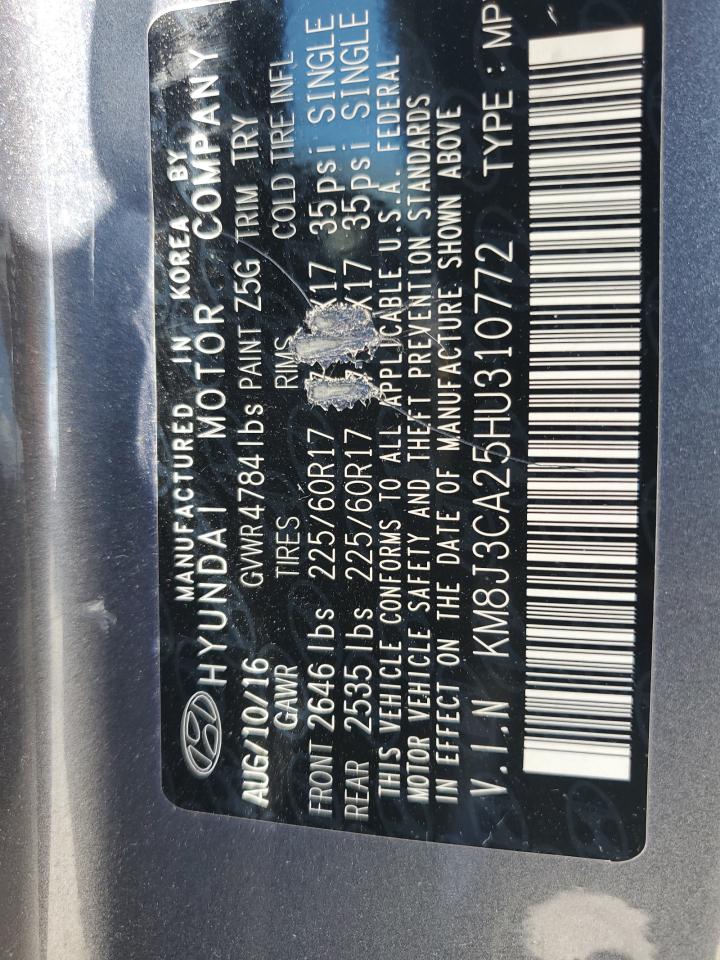 MANUFACTURED IN KOREA BY
HYUNDAI MOTOR COMPANY
AUG/10/16 GVWR 4784 lbs PAINT Z5G TRIM TRY
GAWR TIRES RIMS COLD TIRE INFL
FRONT 2646 lbs 225/60R17 X17 35psi SINGLE
REAR 2535 lbs 225/60R17 X17 35psi SINGLE
THIS VEHICLE CONFORMS TO ALL APPLICABLE U.S.A. FEDERAL
MOTOR VEHICLE SAFETY AND THEFT PREVENTION STANDARDS
IN EFFECT ON THE DATE OF MANUFACTURE SHOWN ABOVE
V.I.N KM8J3CA25HU310772 TYPE : MP